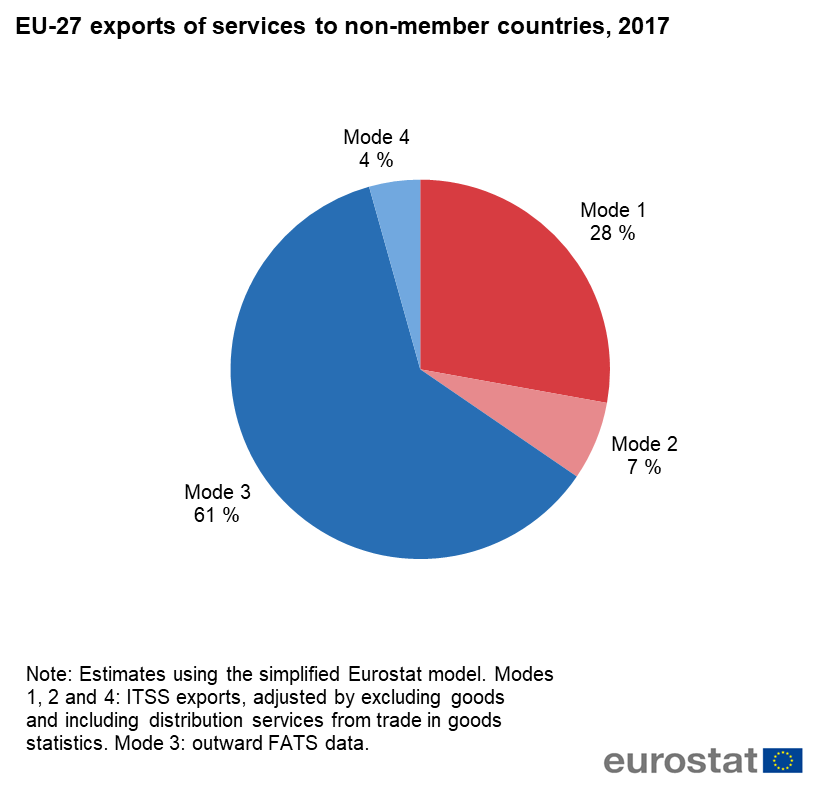 EU-27 exports of services to non-member countries, 2017
Mode 4
4 %
Mode 1
28 %
Mode 2
7 %
Mode 3
61 %
Note: Estimates using the simplified Eurostat model. Modes
1, 2 and 4: ITSS exports, adjusted by excluding goods
and including distribution services from trade in goods
statistics. Mode 3: outward FATS data.
eurostat